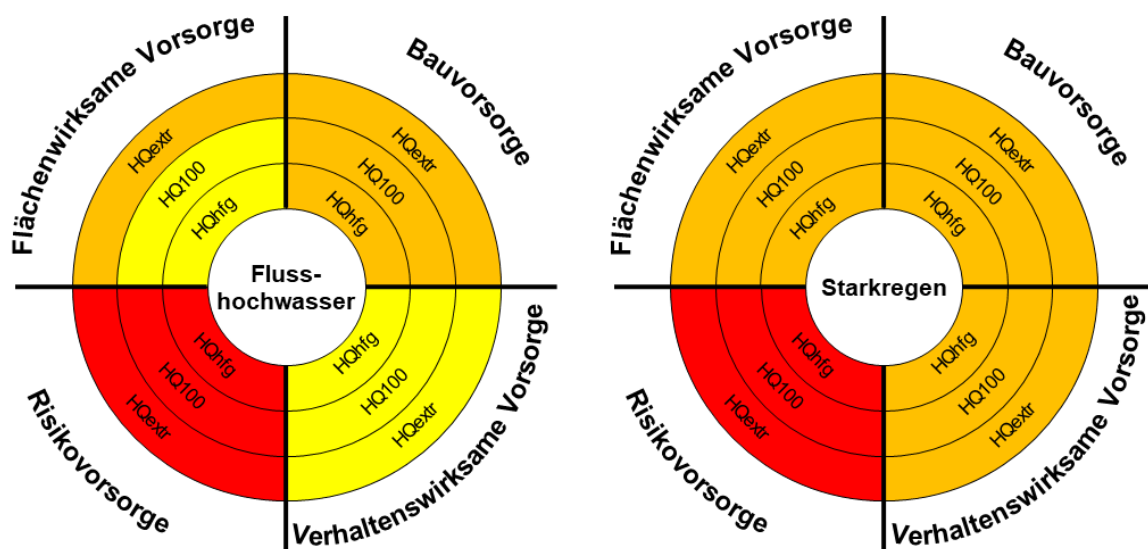 Flächenwirksame Vorsorge
Bauvorsorge
HQextr
HQ100
HQhfg
HQextr
HQ100
HQhfg
Fluss-
hochwasser
HQhfg
HQ100
HQextr
HQhfg
HQ100
HQextr
Risikovorsorge
Verhaltenswirksame Vorsorge
Flächenwirksame Vorsorge
Bauvorsorge
HQextr
HQ100
HQhfg
HQextr
HQ100
HQhfg
Starkregen
HQhfg
HQ100
HQextr
HQhfg
HQ100
HQextr
Risikovorsorge
Verhaltenswirksame Vorsorge